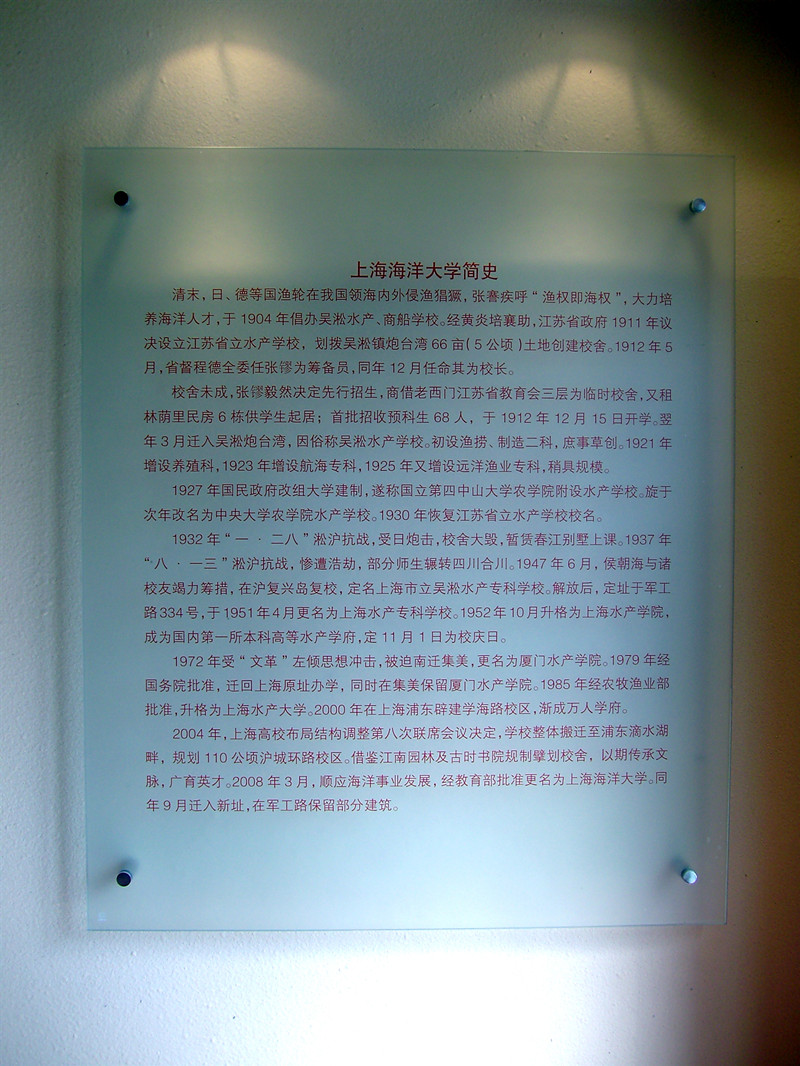 上海海洋大学简史
清末，日、德等国渔轮在我国领海内外侵渔猖獗，张謇疾呼“渔权即海权”，大力培
养海洋人才，于1904年倡办吴淞水产、商船学校。经黄炎培襄助，江苏省政府1911年议
决设立江苏省立水产学校，划拨吴淞镇炮台湾66亩(5公顷)土地创建校舍。1912年5
月，省督程德全委任张镠为筹备员，同年12月任命其为校长。
校舍未成，张镠毅然决定先行招生，商借老西门江苏省教育会三层为临时校舍，又租
林荫里民房6栋供学生起居；首批招收预科生68人，于1912年12月15日开学。翌
年3月迁入吴淞炮台湾，因俗称吴淞水产学校。初设渔捞、制造二科，庶事草创。1921年
增设养殖科，1923年增设航海专科，1925年又增设远洋渔业专科，稍具规模。
1927年国民政府改组大学建制，遂称国立第四中山大学农学院附设水产学校。旋于
次年改名为中央大学农学院水产学校。1930年恢复江苏省立水产学校校名。
1932年“一·二八”淞沪抗战，受日炮击，校舍大毁，暂赁春江别墅上课。1937年
“八·一三”淞沪抗战，惨遭浩劫，部分师生辗转四川合川。1947年6月，侯朝海与诸
校友竭力筹措，在沪复兴岛复校，定名上海市立吴淞水产专科学校。解放后，定址于军工
路334号，于1951年4月更名为上海水产专科学校。1952年10月升格为上海水产学院，
成为国内第一所本科高等水产学府，定11月1日为校庆日。
1972年受“文革”左倾思想冲击，被迫南迁集美，更名为厦门水产学院。1979年经
国务院批准，迁回上海原址办学，同时在集美保留厦门水产学院。1985年经农牧渔业部
批准，升格为上海水产大学。2000年在上海浦东辟建学海路校区，渐成万人学府。
2004年，上海高校布局结构调整第八次联席会议决定，学校整体搬迁至浦东滴水湖
畔，规划110公顷沪城环路校区。借鉴江南园林及古时书院规制擘划校舍，以期传承文
脉，广育英才。2008年3月，顺应海洋事业发展，经教育部批准更名为上海海洋大学。同
年9月迁入新址，在军工路保留部分建筑。